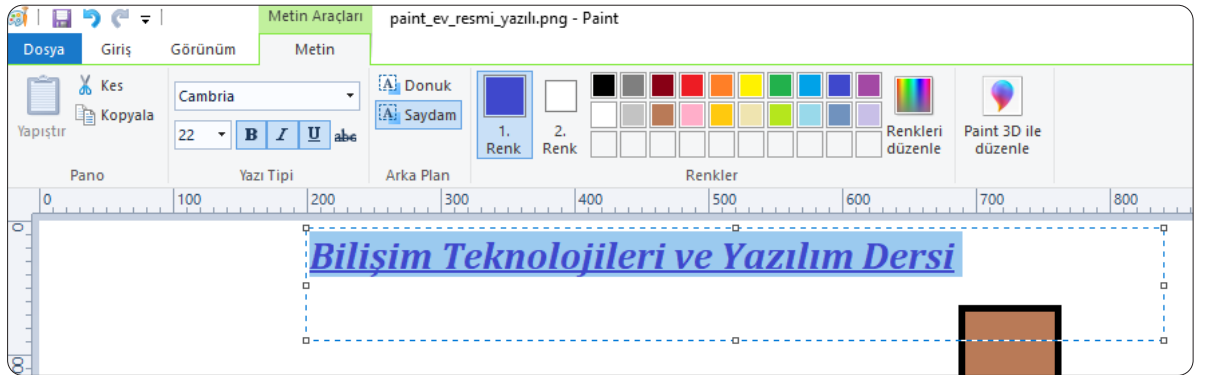 Metin Araçları paint_ev_resmi_yazılı.png - Paint
Dosya Giriş Görünüm Metin
Yapıştır
Kes
Kopyala
Pano
Cambria
22 B I U abc
Yazı Tipi
A Donuk
A Saydam
Arka Plan
1.
Renk
2.
Renk
Renkleri
düzenle
Renkler
Paint 3D ile
düzenle
0 100 200 300 400 500 600 700 800
0
Bilişim Teknolojileri ve Yazılım Dersi